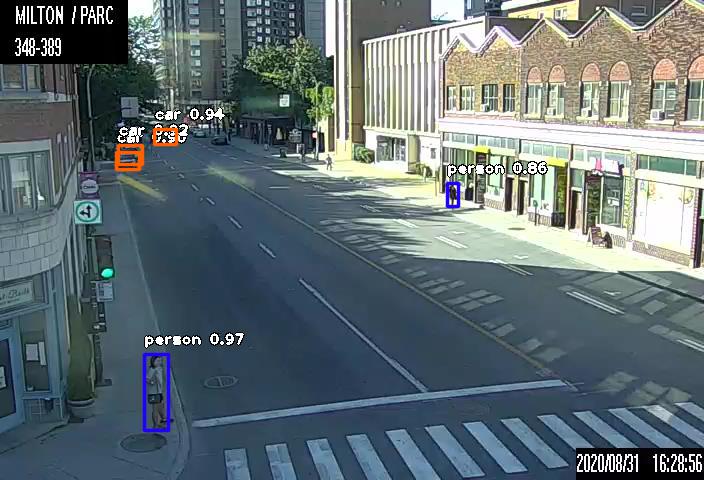 MILTON / PARC
348-389
car 0.94
person 0.86
person 0.97
2020/08/31 16:28:56